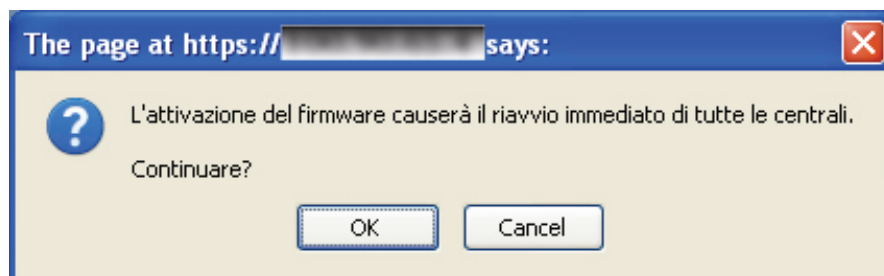 The page at https:// says:
L'attivazione del firmware causerà il riavvio immediato di tutte le centrali.
Continuare?
OK
Cancel